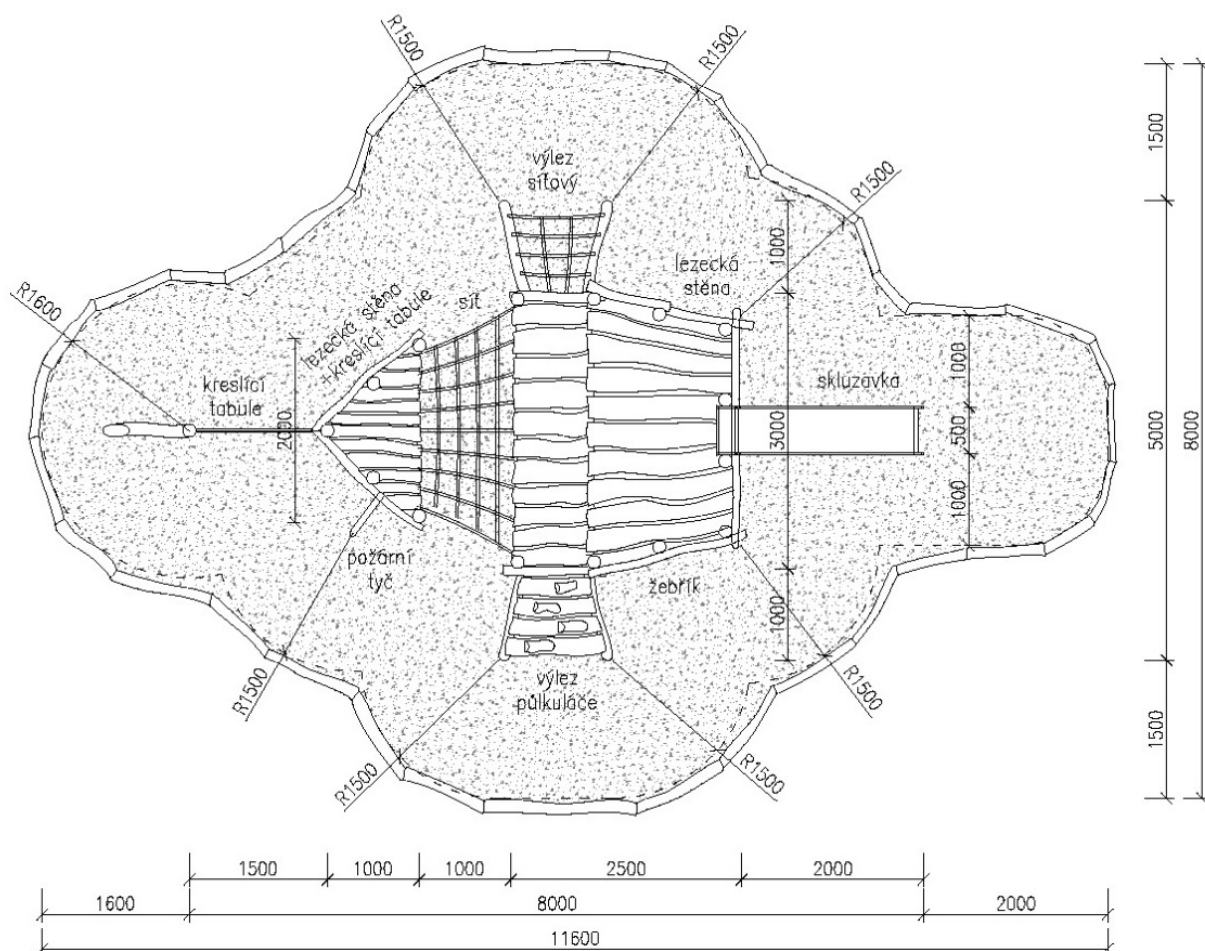 R1500
R1500
výlez
síťový
R1500
1500
1000
lezecká
stěna
lezecká stěna
+kreslící tabule
síť
R1600
kreslící
tabule
2000
skluzavka
3000
1000
500
1000
5000
8000
požární
tyč
žebřík
1000
R1500
výlez
půlkuláče
R1500
R1500
R1500
1500
1500
1000
1000
2500
2000
1600
8000
2000
11600